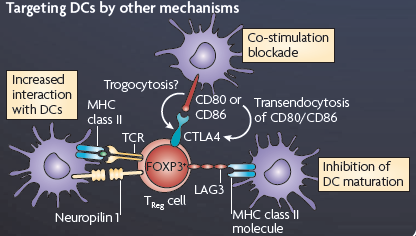 Targeting DCs by other mechanisms
Co-stimulation
blockade
Increased
interaction
with DCs
Trogocytosis?
MHC
class II
CD80 or
CD86
Transendocytosis
of CD80/CD86
TCR
CTLA4
FOXP3+
Inhibition of
DC maturation
LAG3
TReg cell
Neuropilin 1
MHC class II
molecule